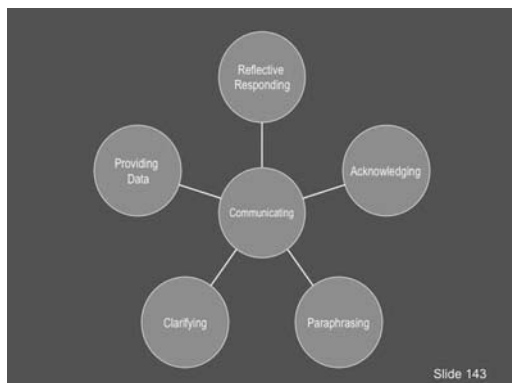 Reflective
Responding
Providing
Data
Acknowledging
Communicating
Clarifying
Paraphrasing
Slide 143